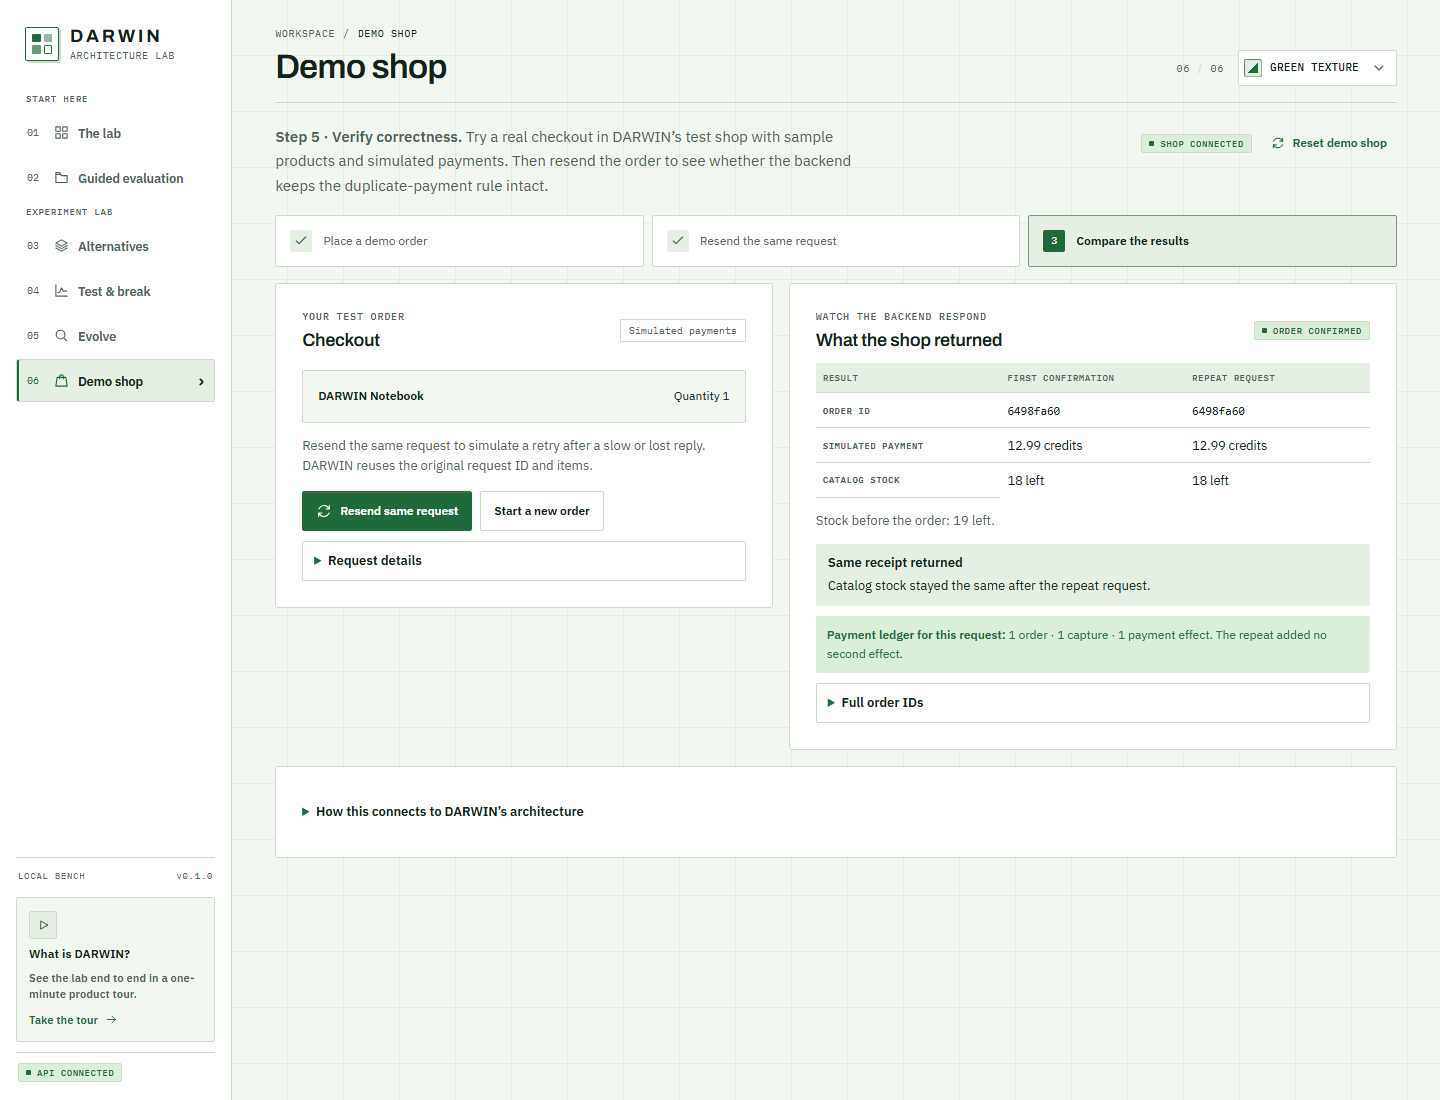 DARWIN
ARCHITECTURE LAB
START HERE
01 The lab
02 Guided evaluation
EXPERIMENT LAB
03 Alternatives
04 Test & break
05 Evolve
06 Demo shop
LOCAL BENCH v0.1.0
What is DARWIN?
See the lab end to end in a one-
minute product tour.
Take the tour
API CONNECTED
WORKSPACE / DEMO SHOP
Demo shop
06 / 06
GREEN TEXTURE
Step 5 · Verify correctness. Try a real checkout in DARWIN’s test shop with sample
products and simulated payments. Then resend the order to see whether the backend
keeps the duplicate-payment rule intact.
SHOP CONNECTED
Reset demo shop
Place a demo order
Resend the same request
3 Compare the results
YOUR TEST ORDER
Checkout
Simulated payments
DARWIN Notebook Quantity 1
Resend the same request to simulate a retry after a slow or lost reply.
DARWIN reuses the original request ID and items.
Resend same request
Start a new order
Request details
WATCH THE BACKEND RESPOND
What the shop returned
ORDER CONFIRMED
RESULT FIRST CONFIRMATION REPEAT REQUEST
ORDER ID 6498fa60 6498fa60
SIMULATED PAYMENT 12.99 credits 12.99 credits
CATALOG STOCK 18 left 18 left
Stock before the order: 19 left.
Same receipt returned
Catalog stock stayed the same after the repeat request.
Payment ledger for this request: 1 order · 1 capture · 1 payment effect. The repeat added no
second effect.
Full order IDs
How this connects to DARWIN’s architecture